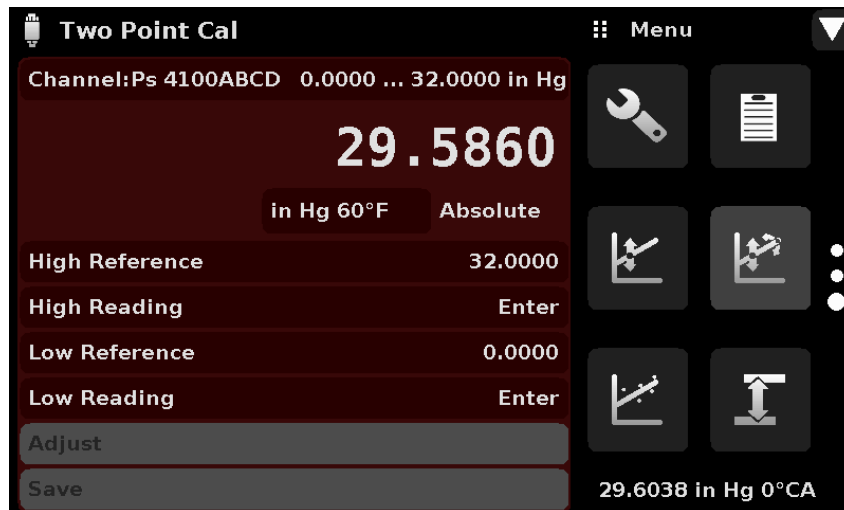 Two Point Cal
Channel:Ps 4100ABCD 0.0000 ... 32.0000 in Hg
29.5860
in Hg 60°F Absolute
High Reference 32.0000
High Reading Enter
Low Reference 0.0000
Low Reading Enter
Adjust
Save
Menu
29.6038 in Hg 0°CA